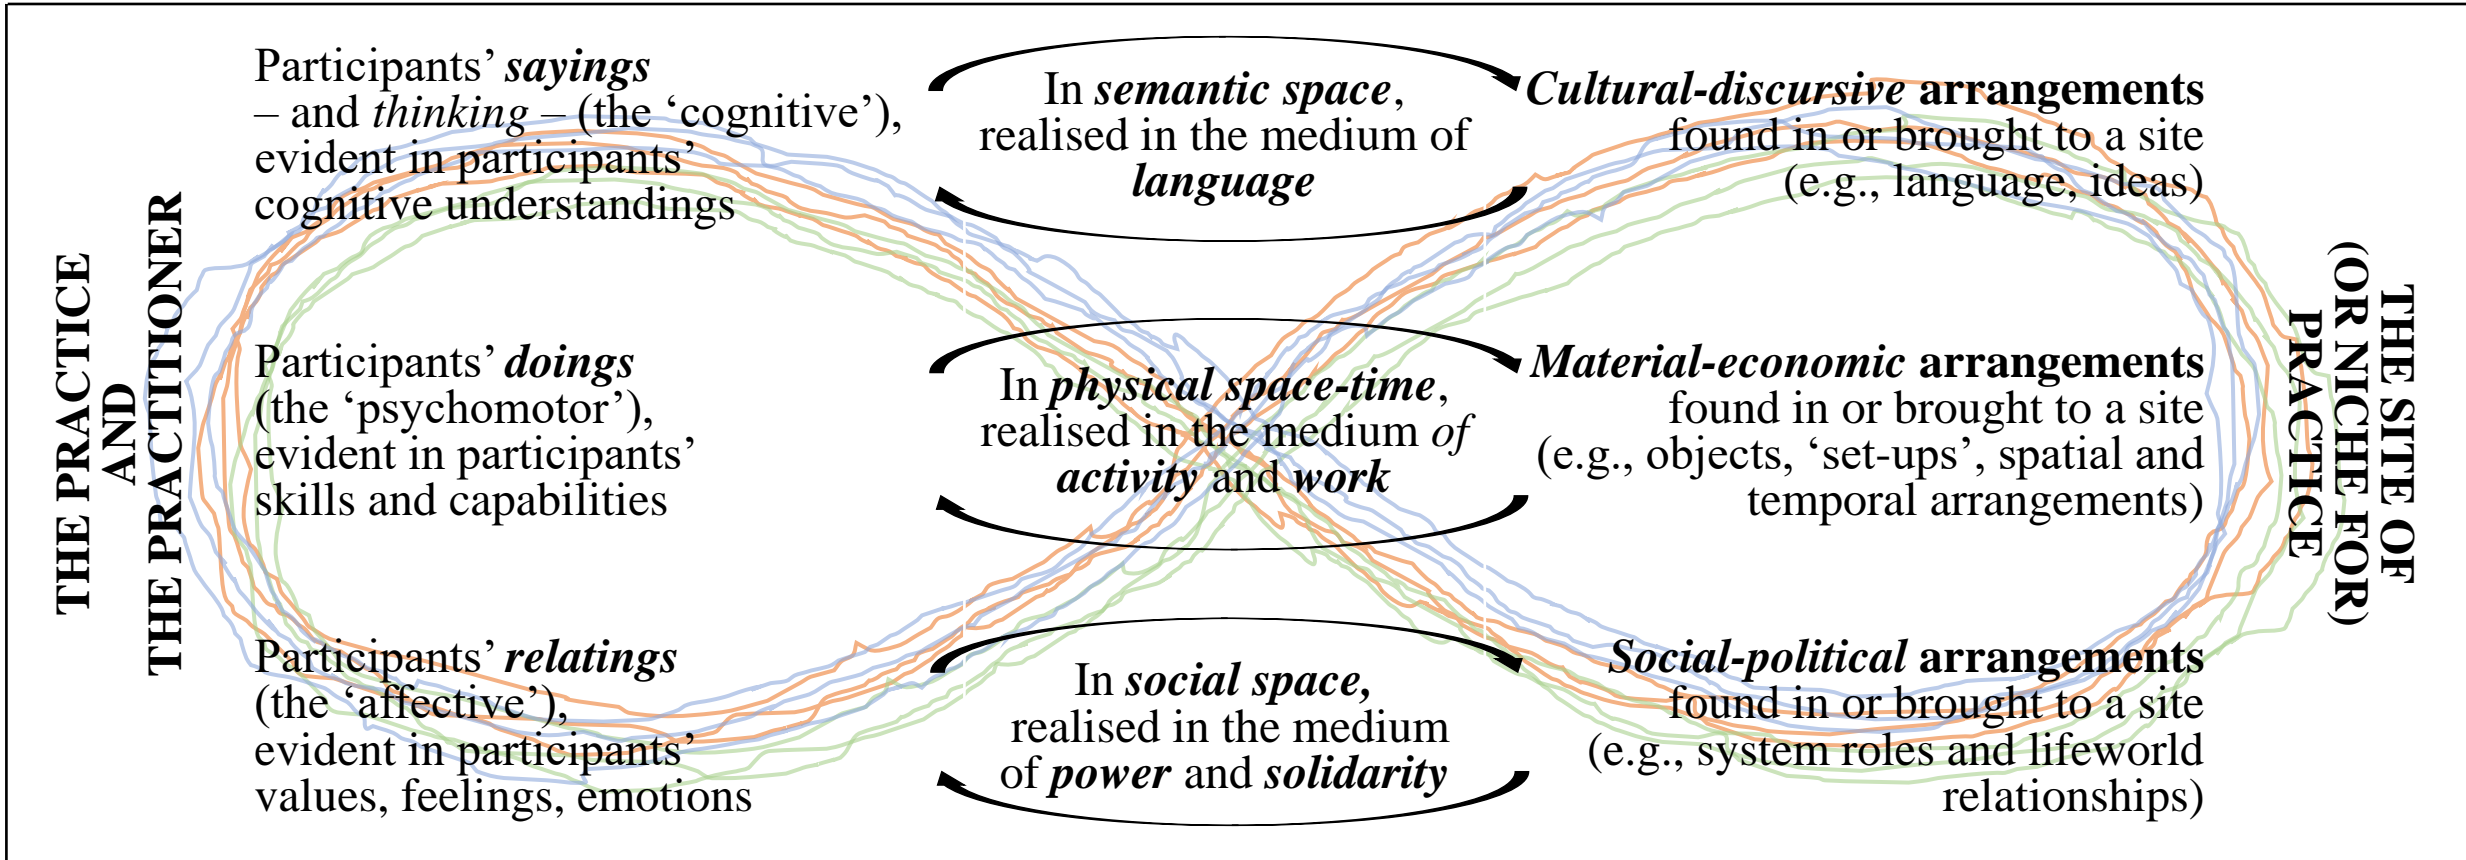 THE PRACTICE
AND
THE PRACTITIONER
Participants’ sayings
– and thinking – (the ‘cognitive’),
evident in participants’
cognitive understandings
In semantic space,
realised in the medium of
language
Cultural-discursive arrangements
found in or brought to a site
(e.g., language, ideas)
Participants’ doings
(the ‘psychomotor’),
evident in participants’
skills and capabilities
In physical space-time,
realised in the medium of
activity and work
Material-economic arrangements
found in or brought to a site
(e.g., objects, ‘set-ups’, spatial and
temporal arrangements)
Participants’ relatings
(the ‘affective’),
evident in participants’
values, feelings, emotions
In social space,
realised in the medium
of power and solidarity
Social-political arrangements
found in or brought to a site
(e.g., system roles and lifeworld
relationships)
THE SITE OF
(OR NICHE FOR)
PRACTICE